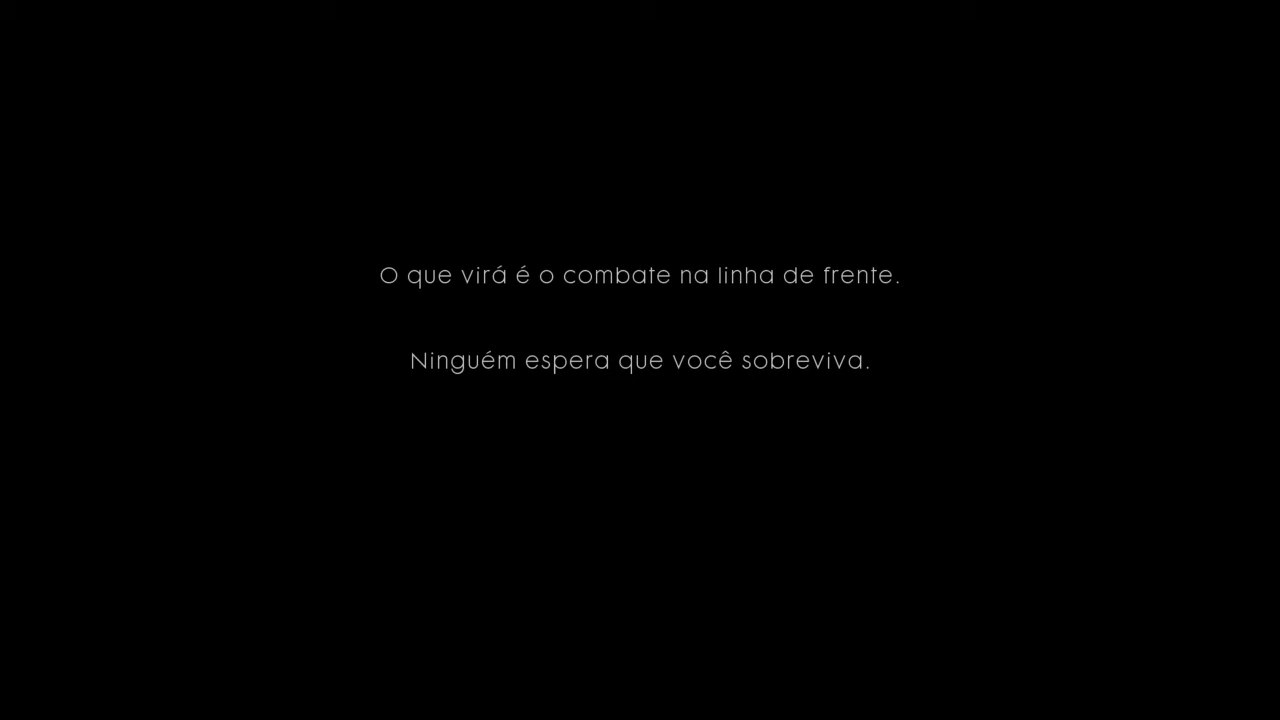 O que virá é o combate na linha de frente.
Ninguém espera que você sobreviva.